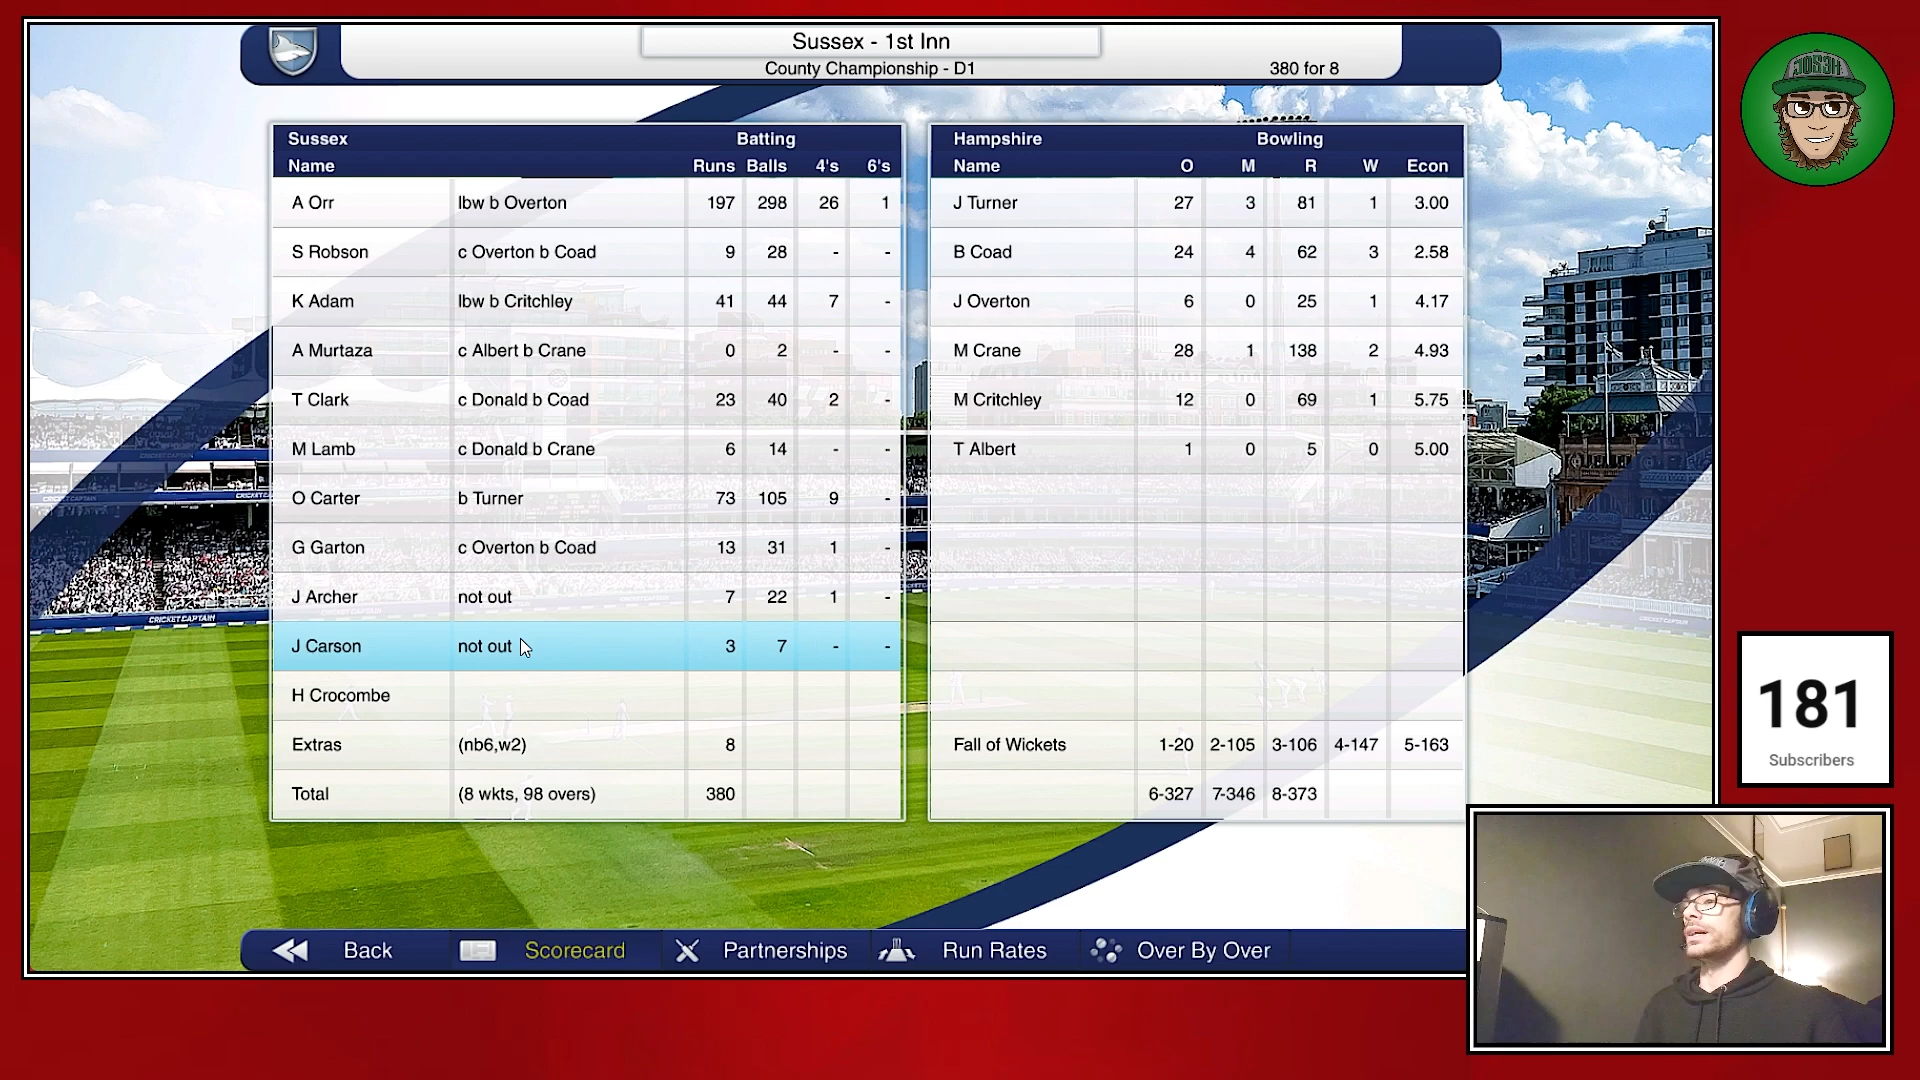 Sussex - 1st Inn
County Championship - D1 380 for 8
Sussex Batting
Name Runs Balls 4's 6's
A Orr lbw b Overton 197 298 26 1
S Robson c Overton b Coad 9 28 - -
K Adam lbw b Critchley 41 44 7 -
A Murtaza c Albert b Crane 0 2 - -
T Clark c Donald b Coad 23 40 2 -
M Lamb c Donald b Crane 6 14 - -
O Carter b Turner 73 105 9 -
G Garton c Overton b Coad 13 31 1 -
J Archer not out 7 22 1 -
J Carson not out 3 7 - -
H Crocombe
Extras (nb6,w2) 8
Total (8 wkts, 98 overs) 380
Hampshire Bowling
Name O M R W Econ
J Turner 27 3 81 1 3.00
B Coad 24 4 62 3 2.58
J Overton 6 0 25 1 4.17
M Crane 28 1 138 2 4.93
M Critchley 12 0 69 1 5.75
T Albert 1 0 5 0 5.00
Fall of Wickets 1-20 2-105 3-106 4-147 5-163
6-327 7-346 8-373
CRICKET CAPTAIN
Back Scorecard Partnerships Run Rates Over By Over
JOS3H
181
Subscribers